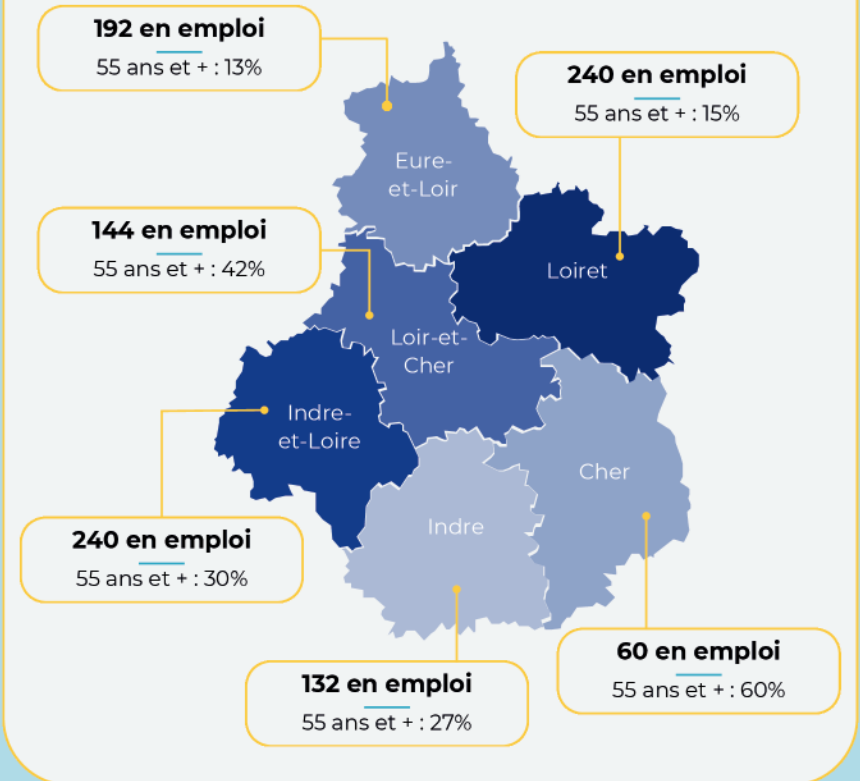 192 en emploi
55 ans et + : 13%
240 en emploi
55 ans et + : 15%
Eure-
et-Loir
144 en emploi
55 ans et + : 42%
Loiret
Loir-et-
Cher
Indre-
et-Loire
Cher
Indre
240 en emploi
55 ans et + : 30%
60 en emploi
55 ans et + : 60%
132 en emploi
55 ans et + : 27%